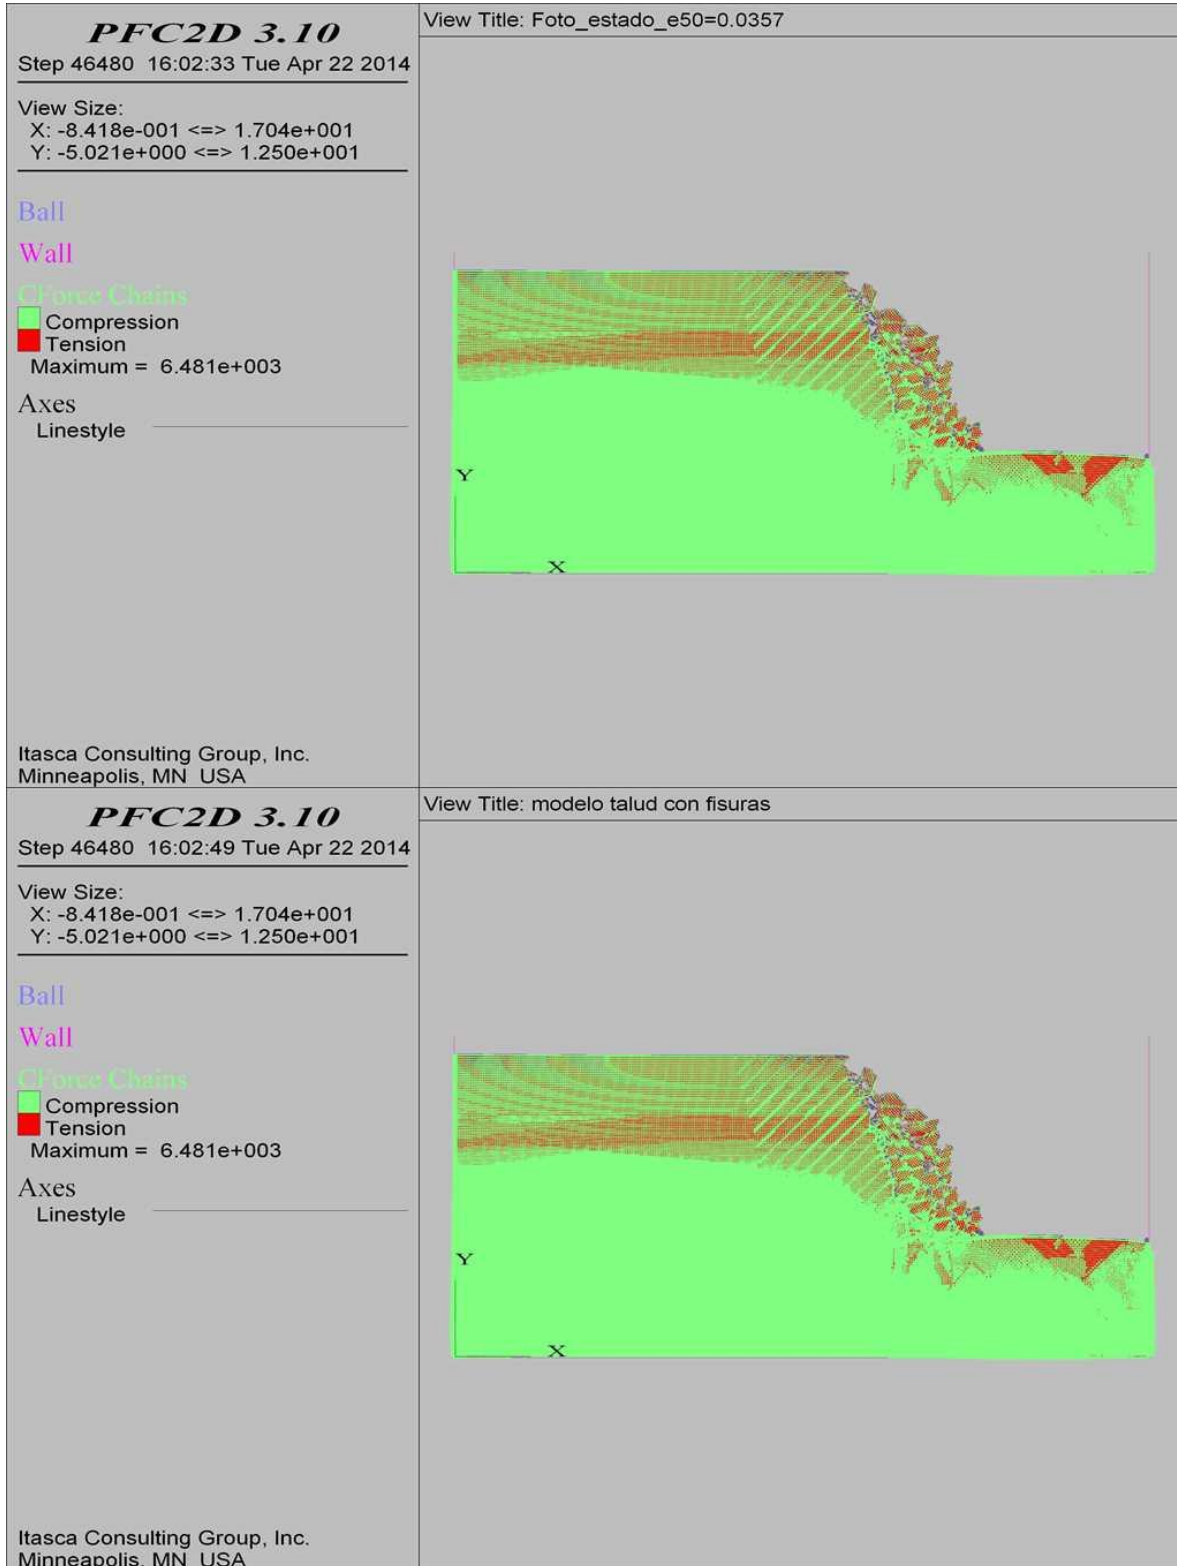 PFC2D 3.10
Step 46480 16:02:33 Tue Apr 22 2014
View Size:
X: -8.418e-001 <=> 1.704e+001
Y: -5.021e+000 <=> 1.250e+001
Ball
Wall
CForce Chains
Compression
Tension
Maximum = 6.481e+003
Axes
Linestyle
Itasca Consulting Group, Inc.
Minneapolis, MN USA
View Title: Foto_estado_e50=0.0357
Y
X
PFC2D 3.10
Step 46480 16:02:49 Tue Apr 22 2014
View Size:
X: -8.418e-001 <=> 1.704e+001
Y: -5.021e+000 <=> 1.250e+001
Ball
Wall
CForce Chains
Compression
Tension
Maximum = 6.481e+003
Axes
Linestyle
Itasca Consulting Group, Inc.
Minneapolis, MN USA
View Title: modelo talud con fisuras
Y
X